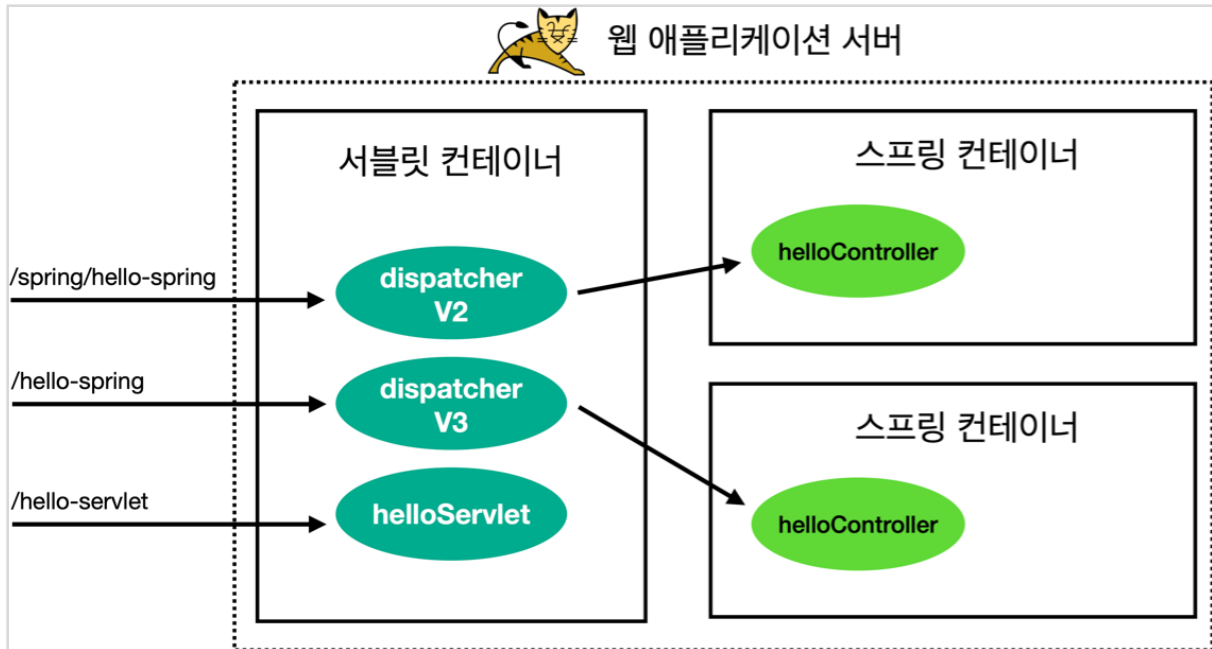 웹 애플리케이션 서버
서블릿 컨테이너
스프링 컨테이너
/spring/hello-spring
dispatcher
V2
helloController
/hello-spring
dispatcher
V3
스프링 컨테이너
/hello-servlet
helloServlet
helloController